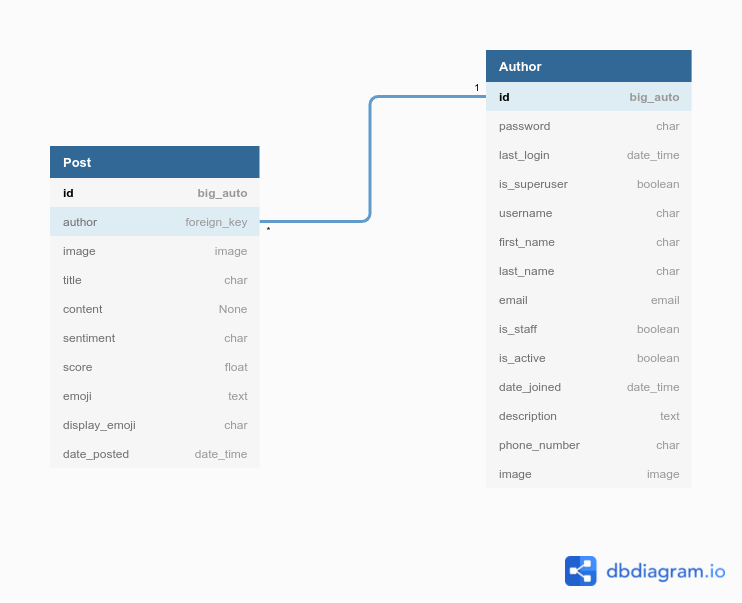 Post
id big_auto
author foreign_key
image image
title char
content None
sentiment char
score float
emoji text
display_emoji char
date_posted date_time
*
1
Author
id big_auto
password char
last_login date_time
is_superuser boolean
username char
first_name char
last_name char
email email
is_staff boolean
is_active boolean
date_joined date_time
description text
phone_number char
image image
dbdiagram.io